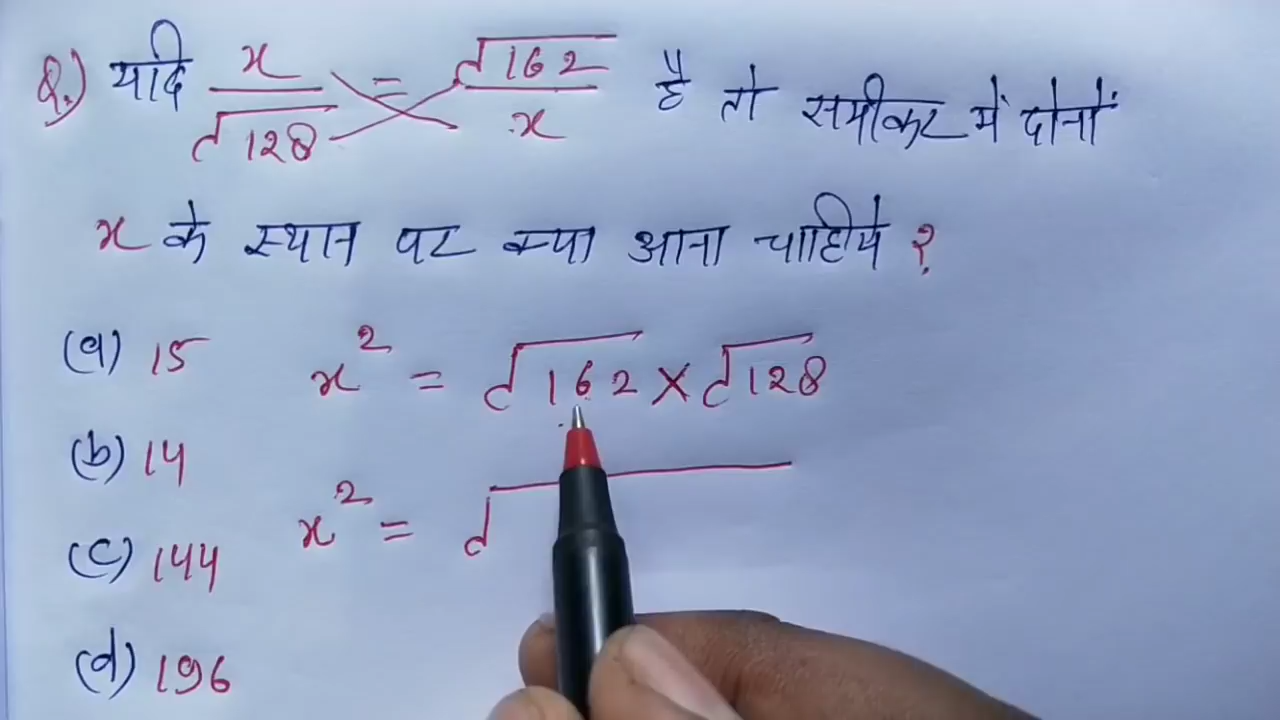 Q.) यदि x/√128 = √162/x है तो समीकर में दोनों
x के स्थान पर क्या आना चाहिये ?
(a) 15
x² = √162 × √128
(b) 14
x² = √
(c) 144
(d) 196